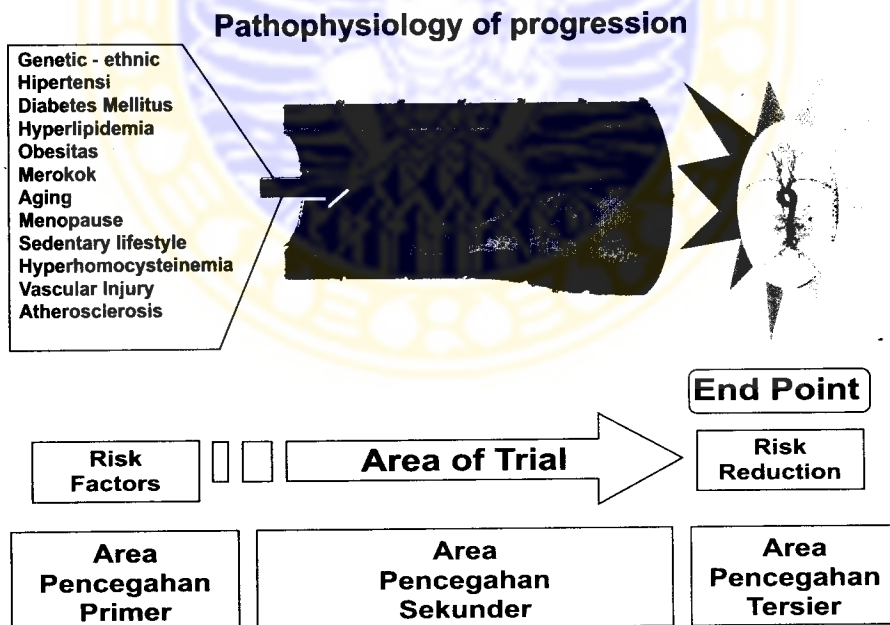 Pathophysiology of progression
Genetic - ethnic
Hipertensi
Diabetes Mellitus
Hyperlipidemia
Obesitas
Merokok
Aging
Menopause
Sedentary lifestyle
Hyperhomocysteinemia
Vascular Injury
Atherosclerosis
End Point
Risk
Factors
Area of Trial
Risk
Reduction
Area
Pencegahan
Primer
Area
Pencegahan
Sekunder
Area
Pencegahan
Tersier